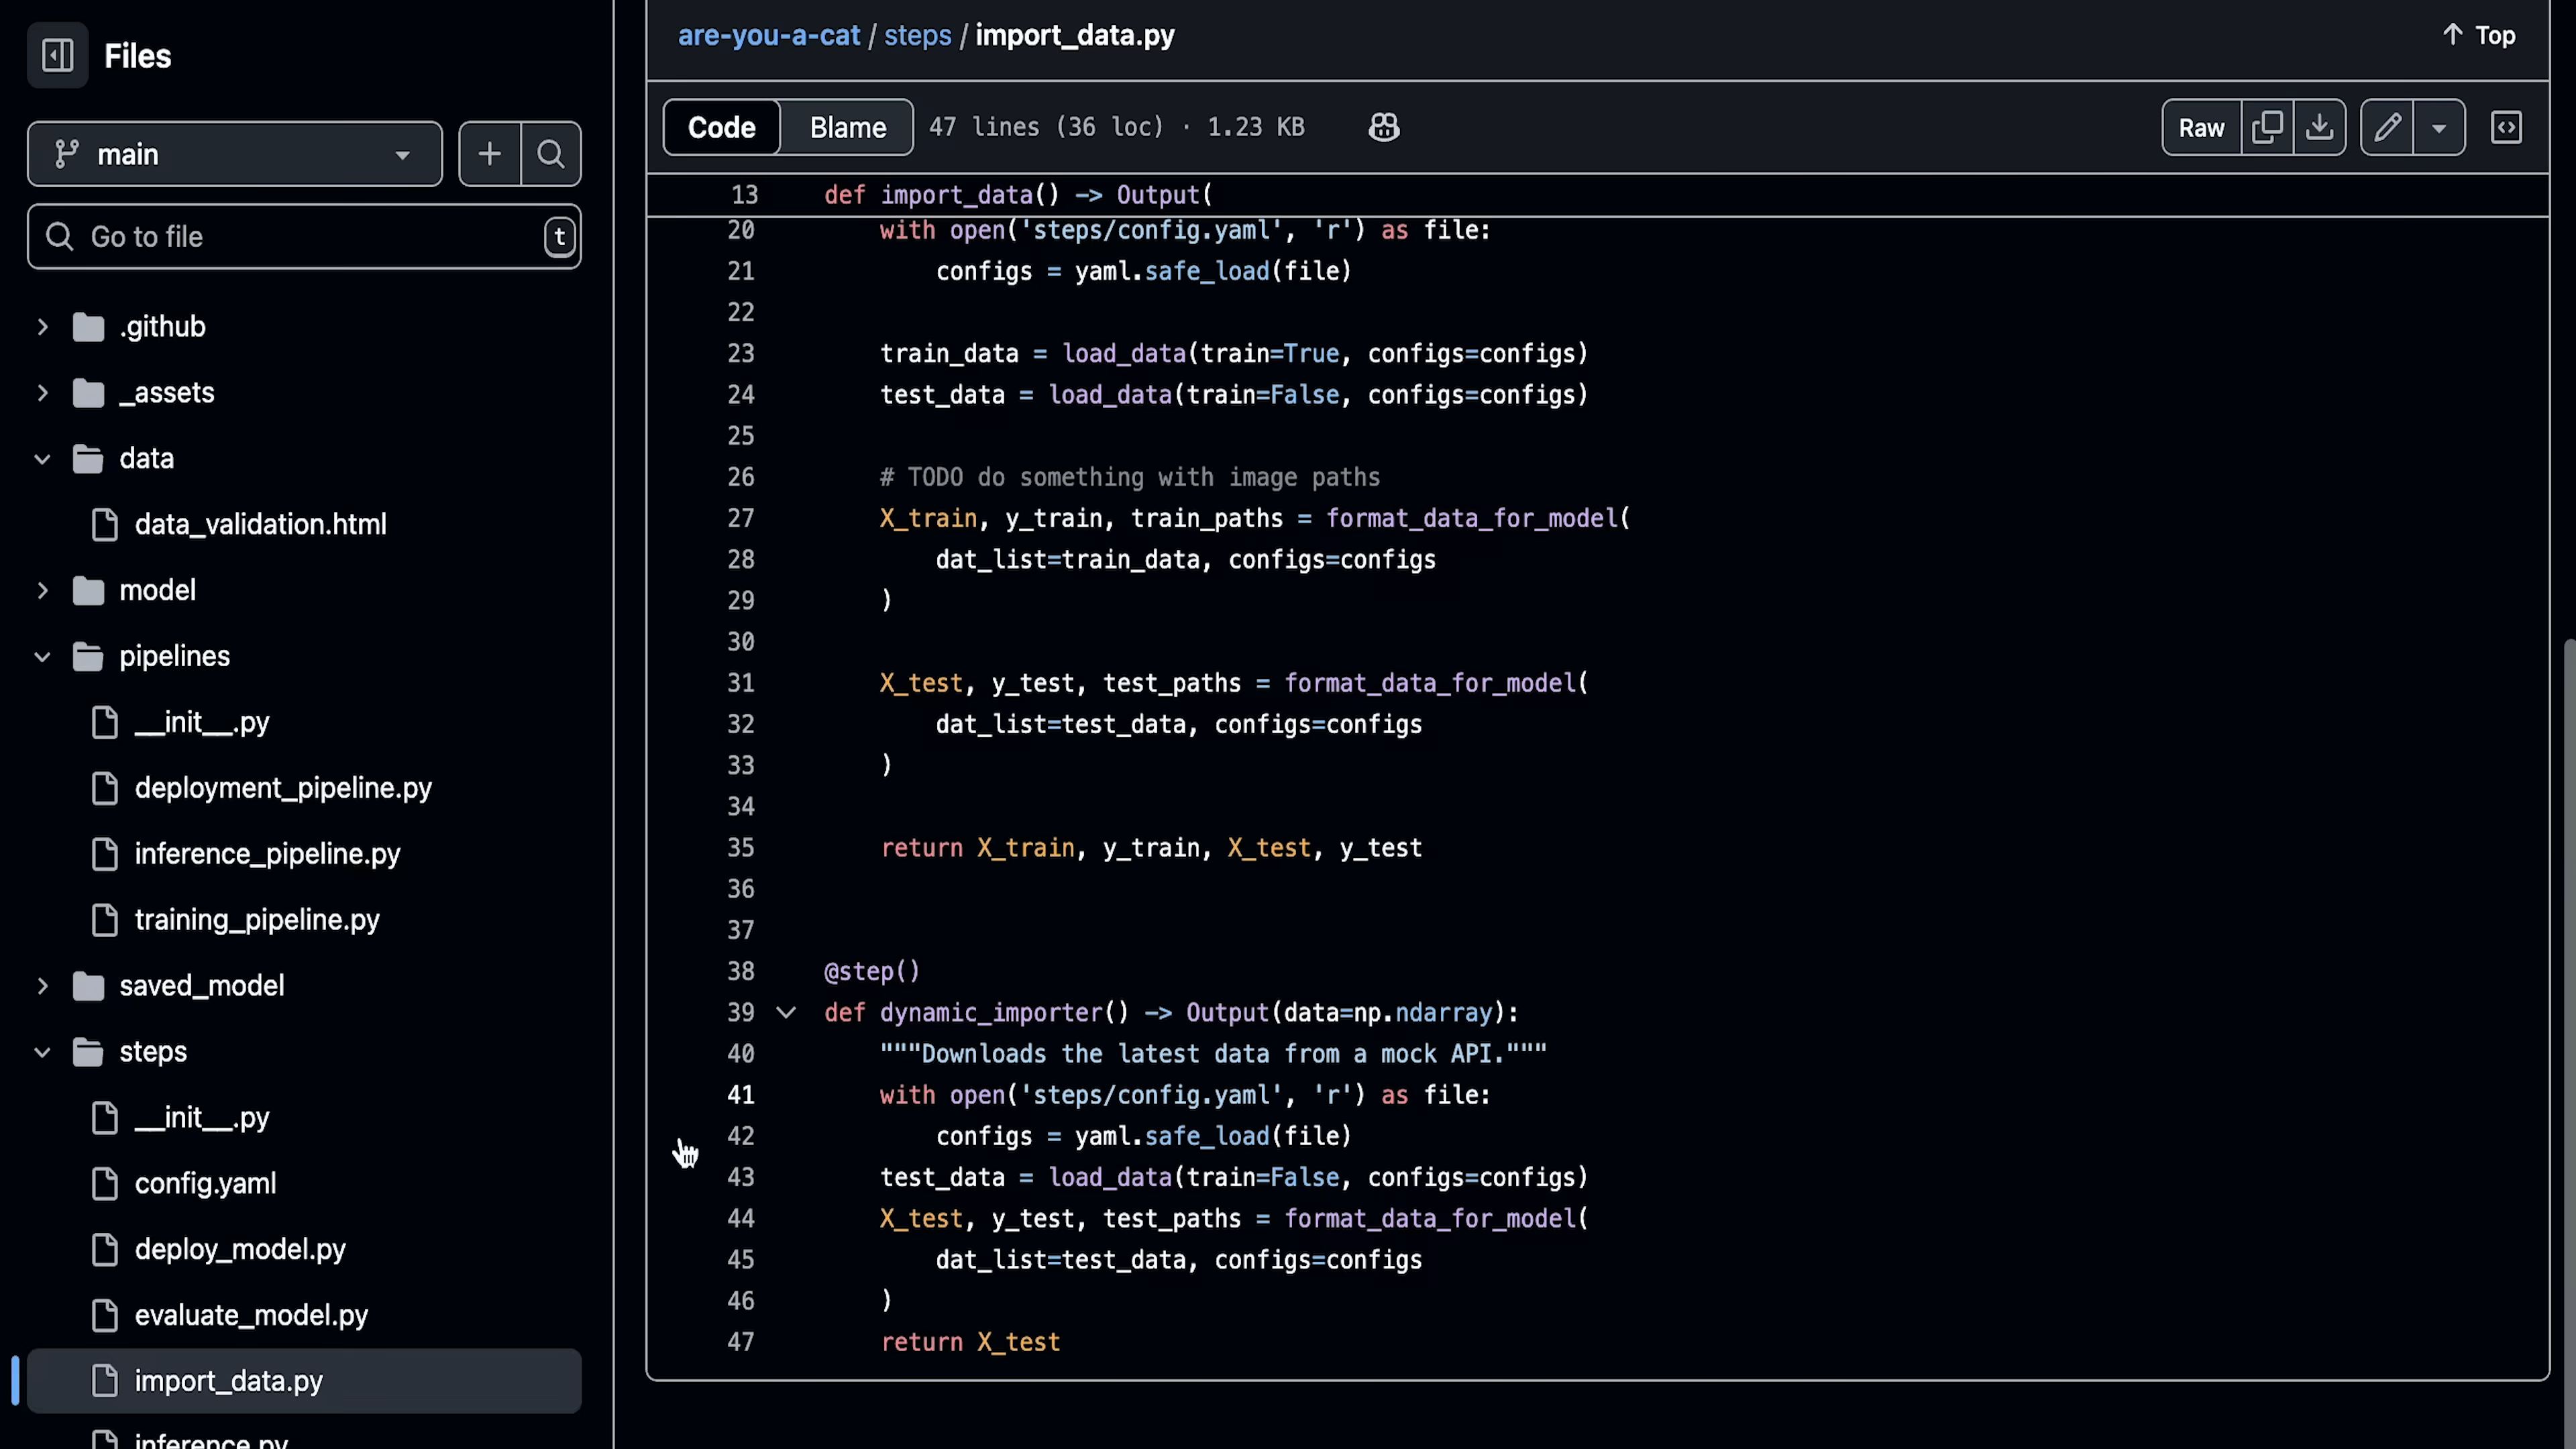 Files
main
Go to file
t
.github
_assets
data
data_validation.html
model
pipelines
__init__.py
deployment_pipeline.py
inference_pipeline.py
training_pipeline.py
saved_model
steps
__init__.py
config.yaml
deploy_model.py
evaluate_model.py
import_data.py
inference.py
are-you-a-cat / steps / import_data.py
Top
Code Blame 47 lines (36 loc) · 1.23 KB
Raw
13 def import_data() -> Output(
20 with open('steps/config.yaml', 'r') as file:
21 configs = yaml.safe_load(file)
22
23 train_data = load_data(train=True, configs=configs)
24 test_data = load_data(train=False, configs=configs)
25
26 # TODO do something with image paths
27 X_train, y_train, train_paths = format_data_for_model(
28 dat_list=train_data, configs=configs
29 )
30
31 X_test, y_test, test_paths = format_data_for_model(
32 dat_list=test_data, configs=configs
33 )
34
35 return X_train, y_train, X_test, y_test
36
37
38 @step()
39 def dynamic_importer() -> Output(data=np.ndarray):
40 """Downloads the latest data from a mock API."""
41 with open('steps/config.yaml', 'r') as file:
42 configs = yaml.safe_load(file)
43 test_data = load_data(train=False, configs=configs)
44 X_test, y_test, test_paths = format_data_for_model(
45 dat_list=test_data, configs=configs
46 )
47 return X_test